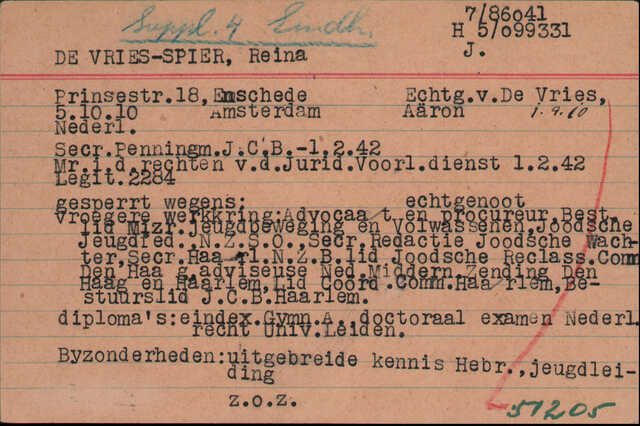 Suppl. 4 Eindh.
7/86041
H 5/099331
DE VRIES-SPIER, Reina J.
Prinsestr.18, Enschede Echtg.v.De Vries,
5.10.10 Amsterdam Aäron 1.9.10
Nederl.
Secr.Penningm.J.C.B.-1.2.42
Mr.i.d.rechten v.d.Jurid.Voorl.dienst 1.2.42
Legit.2284
gesperrt wegens: echtgenoot
vroegere werkkring:Advocaa t en procureur,Best.
lid Mizr.Jeugdbeweging en Volwassenen,Joodsche
Jeugdfed.,N.Z.S.O.,Secr.Redactie Joodsche Wach-
ter,Secr.Haa rl.N.Z.B.lid Joodsche Reclass.Comm
Den Haa g,adviseuse Ned.Middern.Zending Den
Haag en Haarlem,Lid Coörd.Comm.Haa rlem,Be-
stuurslid J.C.B.Haarlem.
diploma's:eindex.Gymn.A, doctoraal examen Nederl.
recht Univ.Leiden.
Byzonderheden:uitgebreide kennis Hebr.,jeugdlei-
ding
z.o.z.
51205